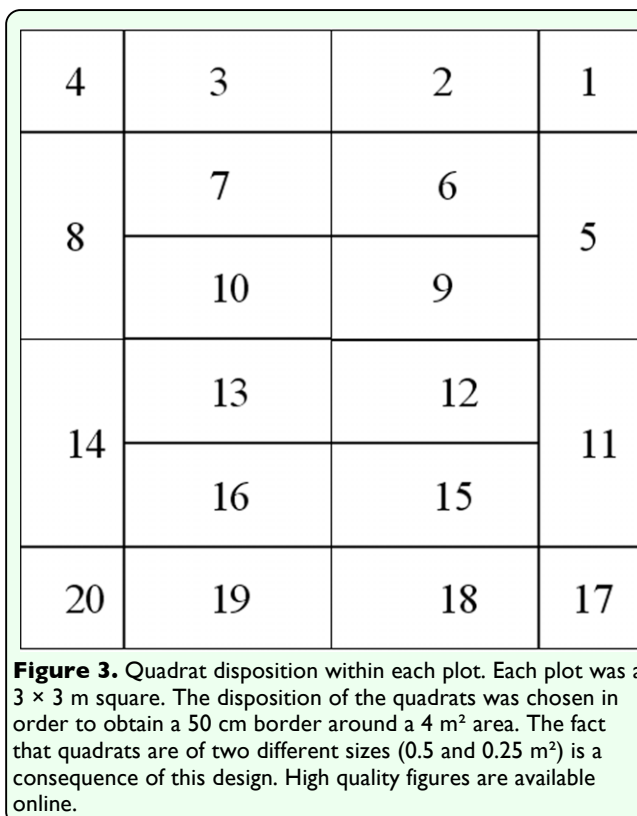 4 3 2 1
7 6
8 5
10 9
13 12
14 11
16 15
20 19 18 17
Figure 3. Quadrat disposition within each plot. Each plot was a
3 × 3 m square. The disposition of the quadrats was chosen in
order to obtain a 50 cm border around a 4 m² area. The fact
that quadrats are of two different sizes (0.5 and 0.25 m²) is a
consequence of this design. High quality figures are available
online.